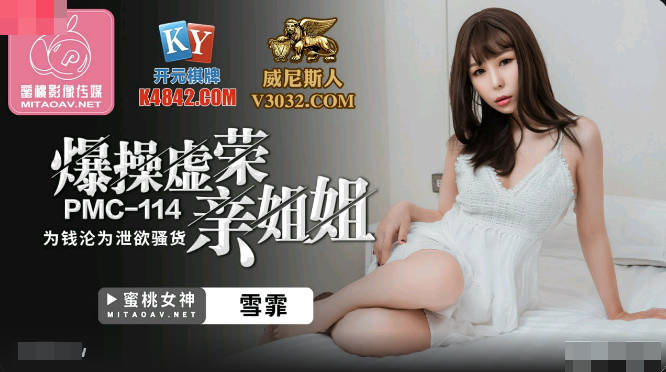 蜜桃影像传媒
MITAOAV.NET
KY
开元棋牌
K4842.COM
威尼斯人
V3032.COM
爆操虚荣
PMC-114
亲姐姐
为钱沦为泄欲骚货
蜜桃女神
MITAOAV.NET
雪霏